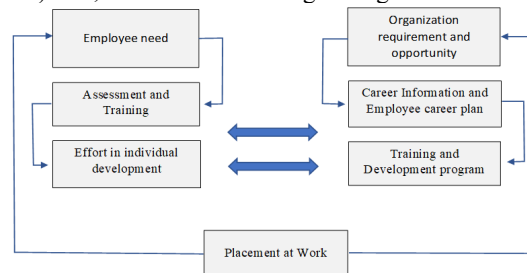 Employee need
Organization
requirement and
opportunity
Assessment and
Training
Career Information and
Employee career plan
Effort in individual
development
Training and
Development program
Placement at Work